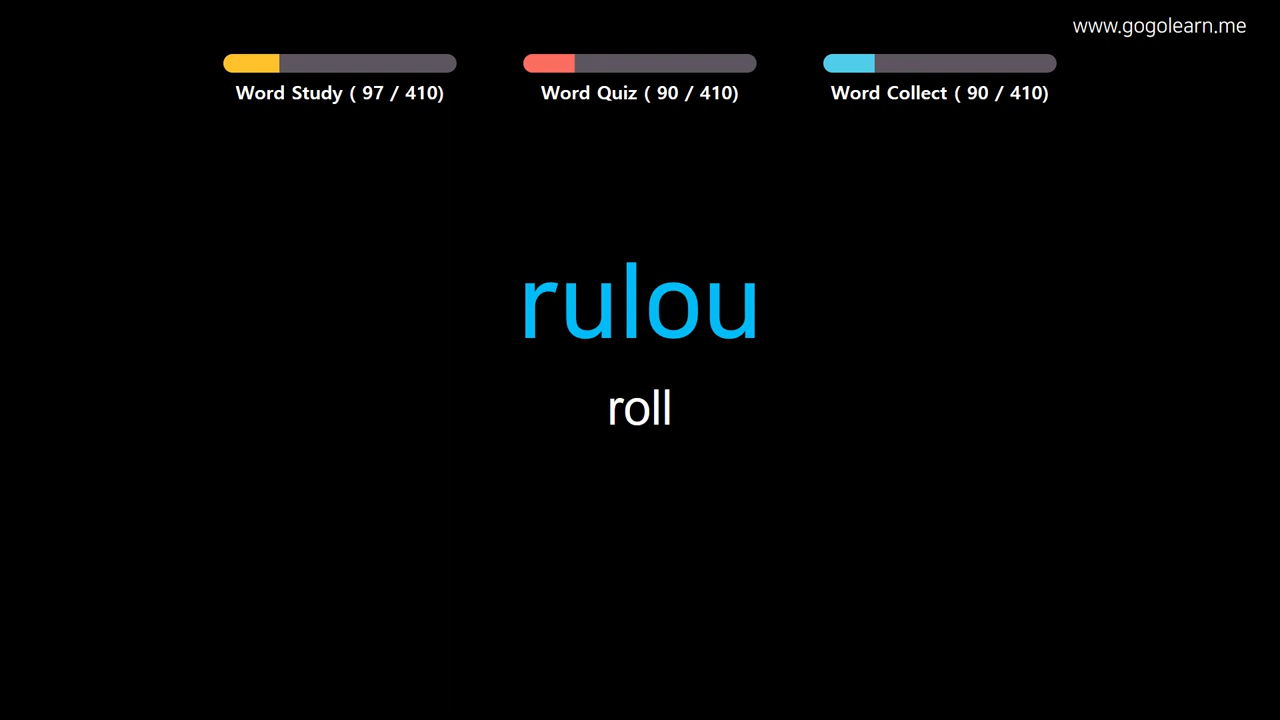 www.gogolearn.me
Word Study ( 97 / 410)
Word Quiz ( 90 / 410)
Word Collect ( 90 / 410)
rulou
roll